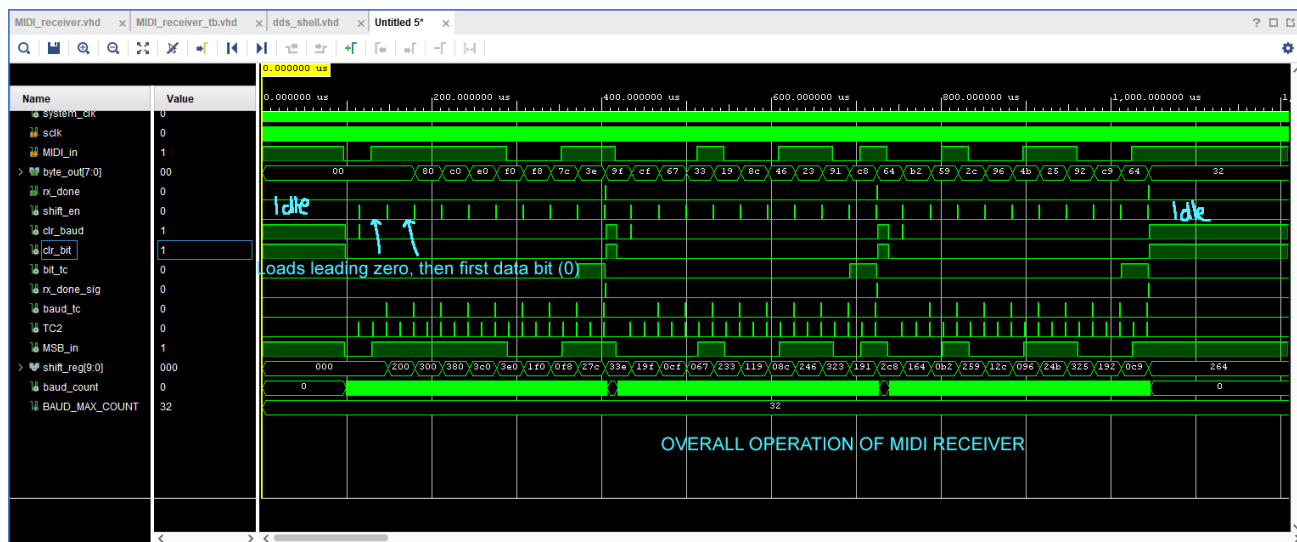 MIDI_receiver.vhd × MIDI_receiver_tb.vhd × dds_shell.vhd × Untitled 5* ×
0.000000 us
Name Value
0.000000 us 200.000000 us 400.000000 us 600.000000 us 800.000000 us 1,000.000000 us 1,
system_clk 0
sclk 0
MIDI_in 1
byte_out[7:0] 00 00 80 c0 e0 f0 f8 7c 3e 9f cf 67 33 19 8c 46 23 91 c8 64 b2 59 2c 96 4b 25 92 c9 64 32
rx_done 0
shift_en 0
Idle Idle
clr_baud 1
clr_bit 1
Loads leading zero, then first data bit (0)
bit_tc 0
rx_done_sig 0
baud_tc 0
TC2 0
MSB_in 1
shift_reg[9:0] 000 000 200 300 380 3c0 3e0 1f0 0f8 27c 33e 19f 0cf 067 233 119 08c 246 323 191 2c8 164 0b2 259 12c 096 24b 325 192 0c9 264
baud_count 0 0 0
BAUD_MAX_COUNT 32 32
OVERALL OPERATION OF MIDI RECEIVER